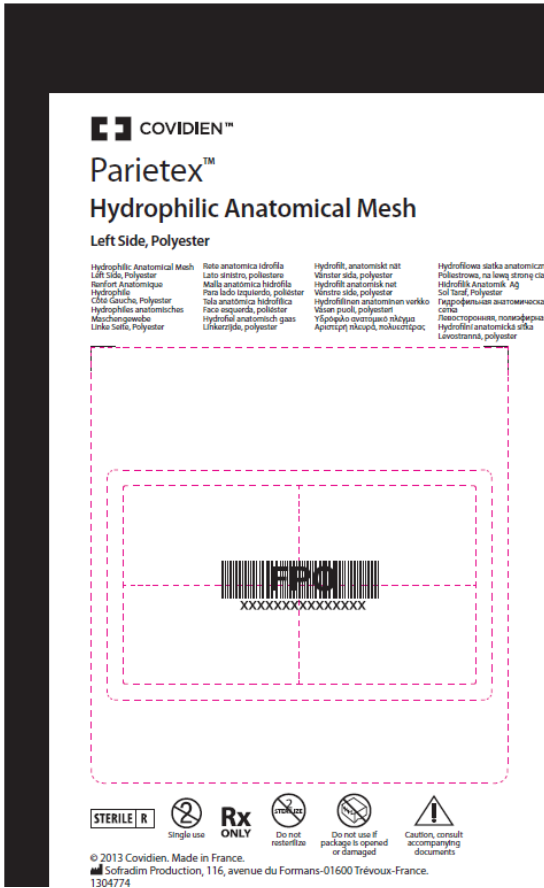 COVIDIEN™
Parietex™
Hydrophilic Anatomical Mesh
Left Side, Polyester
Hydrophilic Anatomical Mesh
Left Side, Polyester
Renfort Anatomique
Hydrophile
Côté Gauche, Polyester
Hydrophiles anatomisches
Maschengewebe
Linke Seite, Polyester
Rete anatomica idrofila
Lato sinistro, poliestere
Malla anatómica hidrófila
Para lado izquierdo, poliéster
Tela anatómica hidrofílica
Face esquerda, poliéster
Hydrofiel anatomisch gaas
Linkerzijde, polyester
Hydrofilt, anatomiskt nät
Vänster sida, polyester
Hydrofilt anatomisk net
Venstre side, polyester
Hydrofiilinen anatominen verkko
Vasen puoli, polyesteri
Υδρόφιλο ανατομικό πλέγμα
Αριστερή πλευρά, πολυεστέρας
Hydrofilowa siatka anatomiczn
Poliestrowa, na lewą stronę cia
Hidrofilik Anatomik Ağ
Sol Taraf, Polyester
Гидрофильная анатомическа
сетка
Левосторонняя, полиэфирна
Hydrofilní anatomická síťka
Levostranná, polyester
FPO
XXXXXXXXXXXXXXX
STERILE R
2
Single use
Rx
ONLY
2
STERILIZE
Do not
resterilize
Do not use if
package is opened
or damaged
Caution, consult
accompanying
documents
© 2013 Covidien. Made in France.
Sofradim Production, 116, avenue du Formans-01600 Trévoux-France.
1304774